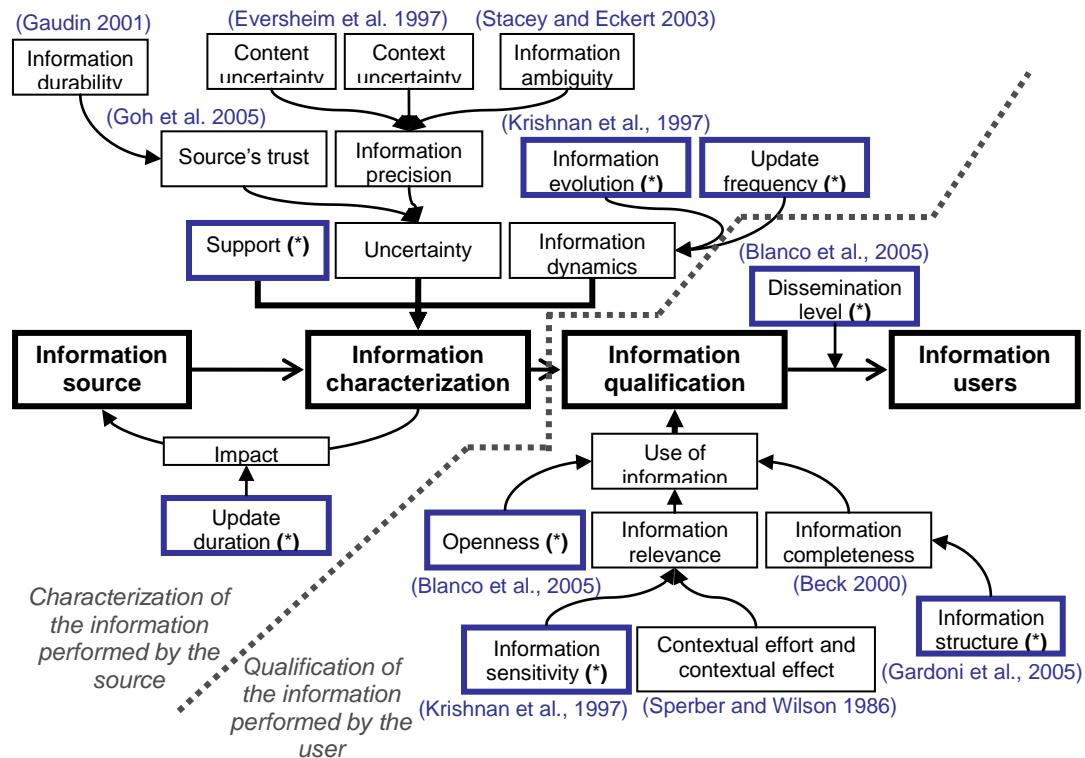 (Gaudin 2001)
(Eversheim et al. 1997)
(Stacey and Eckert 2003)
Information
durability
Content
uncertainty
Context
uncertainty
Information
ambiguity
(Goh et al. 2005)
(Krishnan et al., 1997)
Source's trust
Information
precision
Information
evolution (*)
Update
frequency (*)
Support (*)
Uncertainty
Information
dynamics
(Blanco et al., 2005)
Dissemination
level (*)
Information
source
Information
characterization
Information
qualification
Information
users
Impact
Use of
information
Update
duration (*)
Openness (*)
Information
relevance
Information
completeness
(Blanco et al., 2005)
(Beck 2000)
Characterization of
the information
performed by the
source
Qualification of
the information
performed by the
user
Information
sensitivity (*)
Contextual effort and
contextual effect
Information
structure (*)
(Gardoni et al., 2005)
(Krishnan et al., 1997)
(Sperber and Wilson 1986)